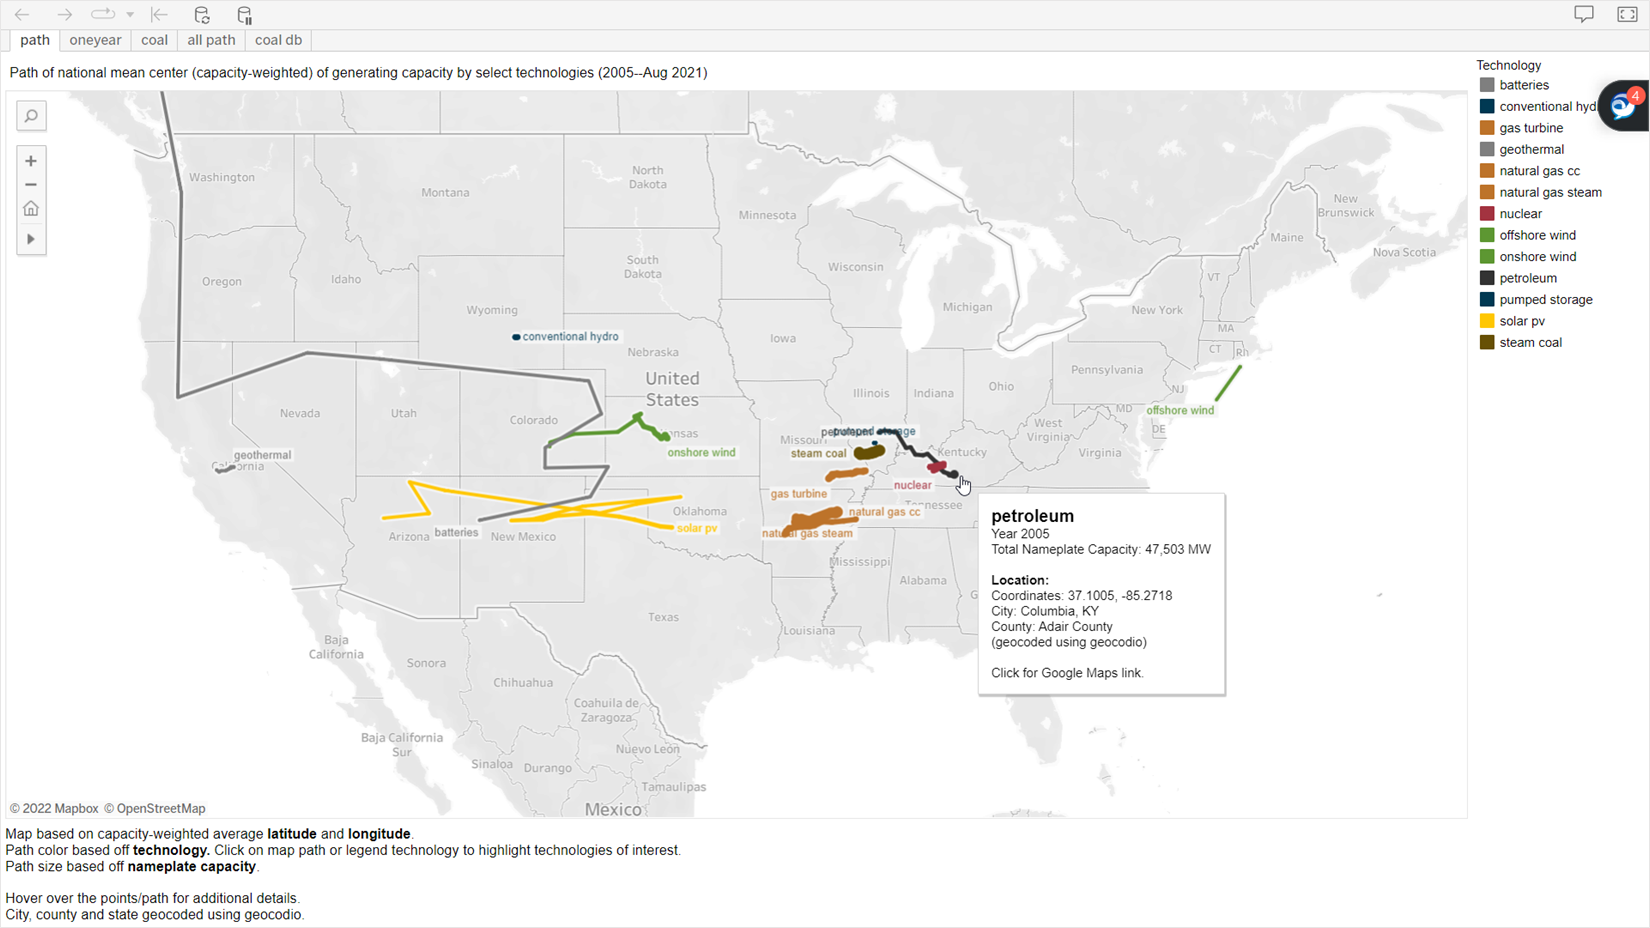 path
oneyear
coal
all path
coal db
Path of national mean center (capacity-weighted) of generating capacity by select technologies (2005--Aug 2021)
Technology
batteries
conventional hyd
gas turbine
geothermal
natural gas cc
natural gas steam
nuclear
offshore wind
onshore wind
petroleum
pumped storage
solar pv
steam coal
4
Washington
Montana
North
Dakota
Minnesota
Oregon
Idaho
South
Dakota
Wisconsin
Michigan
New
Brunswick
Maine
Nova Scotia
VT
New York
MA
CT
RI
Wyoming
conventional hydro
Nebraska
Iowa
United
States
Illinois
Indiana
Ohio
Pennsylvania
NJ
MD
DE
offshore wind
Nevada
Utah
Colorado
nsas
onshore wind
Missouri
petroleum
pumped storage
steam coal
Kentucky
West
Virginia
Virginia
geothermal
California
gas turbine
nuclear
nessee
Arizona
batteries
New Mexico
Oklahoma
solar pv
natural gas cc
natural gas steam
Mississippi
Alabama
G
Texas
Louisiana
Baja
California
Sonora
Chihuahua
Coahuila de
Zaragoza
Baja California
Sur
Sinaloa
Durango
Nuevo León
Tamaulipas
Mexico
petroleum
Year 2005
Total Nameplate Capacity: 47,503 MW
Location:
Coordinates: 37.1005, -85.2718
City: Columbia, KY
County: Adair County
(geocoded using geocodio)
Click for Google Maps link.
© 2022 Mapbox © OpenStreetMap
Map based on capacity-weighted average latitude and longitude.
Path color based off technology. Click on map path or legend technology to highlight technologies of interest.
Path size based off nameplate capacity.
Hover over the points/path for additional details.
City, county and state geocoded using geocodio.